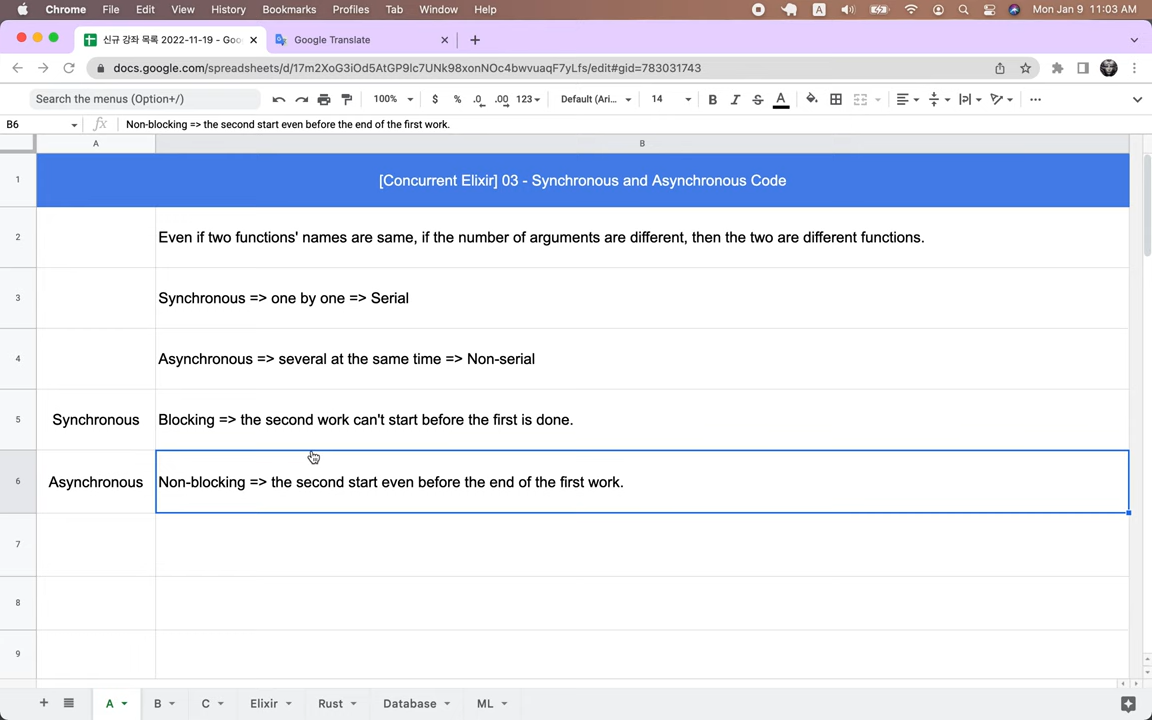 Chrome File Edit View History Bookmarks Profiles Tab Window Help A Mon Jan 9 11:03 AM
신규 강좌 목록 2022-11-19 - Goo Google Translate
docs.google.com/spreadsheets/d/17m2XoG3iOd5AtGP9lc7UNk98xonNOc4bwvuaqF7yLfs/edit#gid=783031743
Search the menus (Option+/) 100% $ % .0 .00 123 Default (Ari... 14 B I S A
B6 fx Non-blocking => the second start even before the end of the first work.
A B
1 [Concurrent Elixir] 03 - Synchronous and Asynchronous Code
2 Even if two functions' names are same, if the number of arguments are different, then the two are different functions.
3 Synchronous => one by one => Serial
4 Asynchronous => several at the same time => Non-serial
5 Synchronous Blocking => the second work can't start before the first is done.
6 Asynchronous Non-blocking => the second start even before the end of the first work.
7
8
9
A B C Elixir Rust Database ML